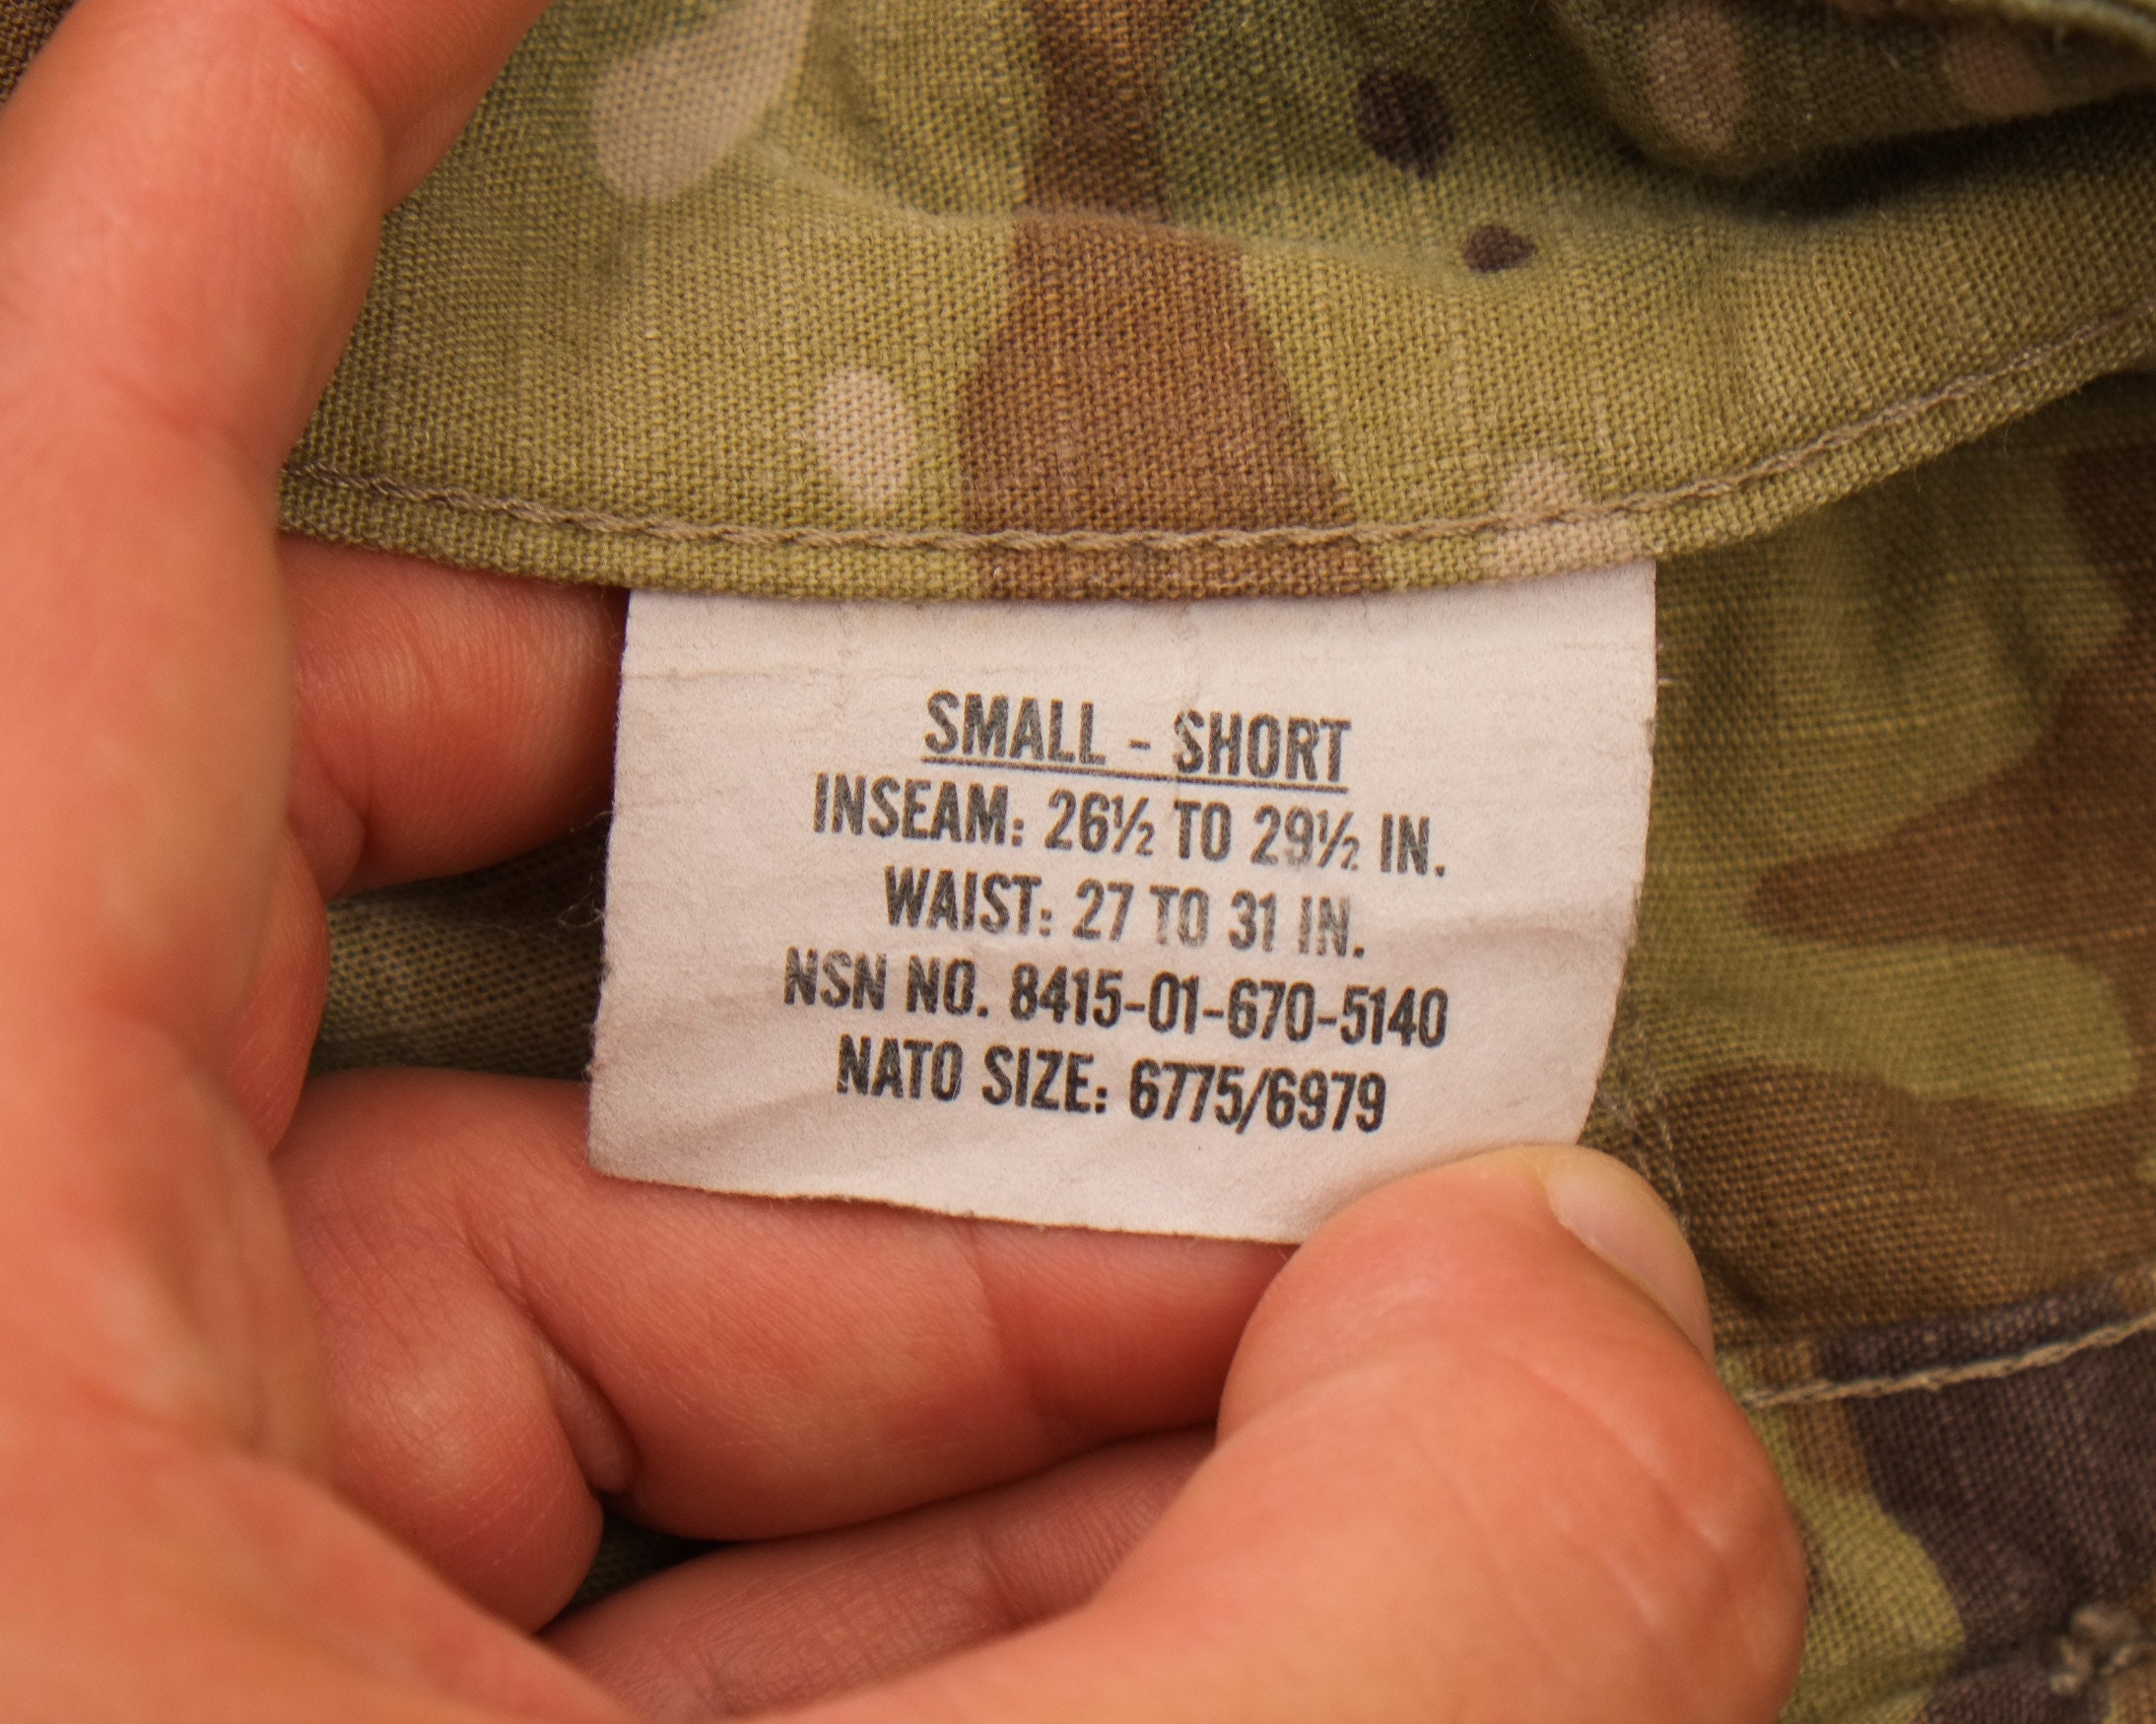 SMALL - SHORT
INSEAM: 26½ TO 29½ IN.
WAIST: 27 TO 31 IN.
NSN NO. 8415-01-670-5140
NATO SIZE: 6775/6979